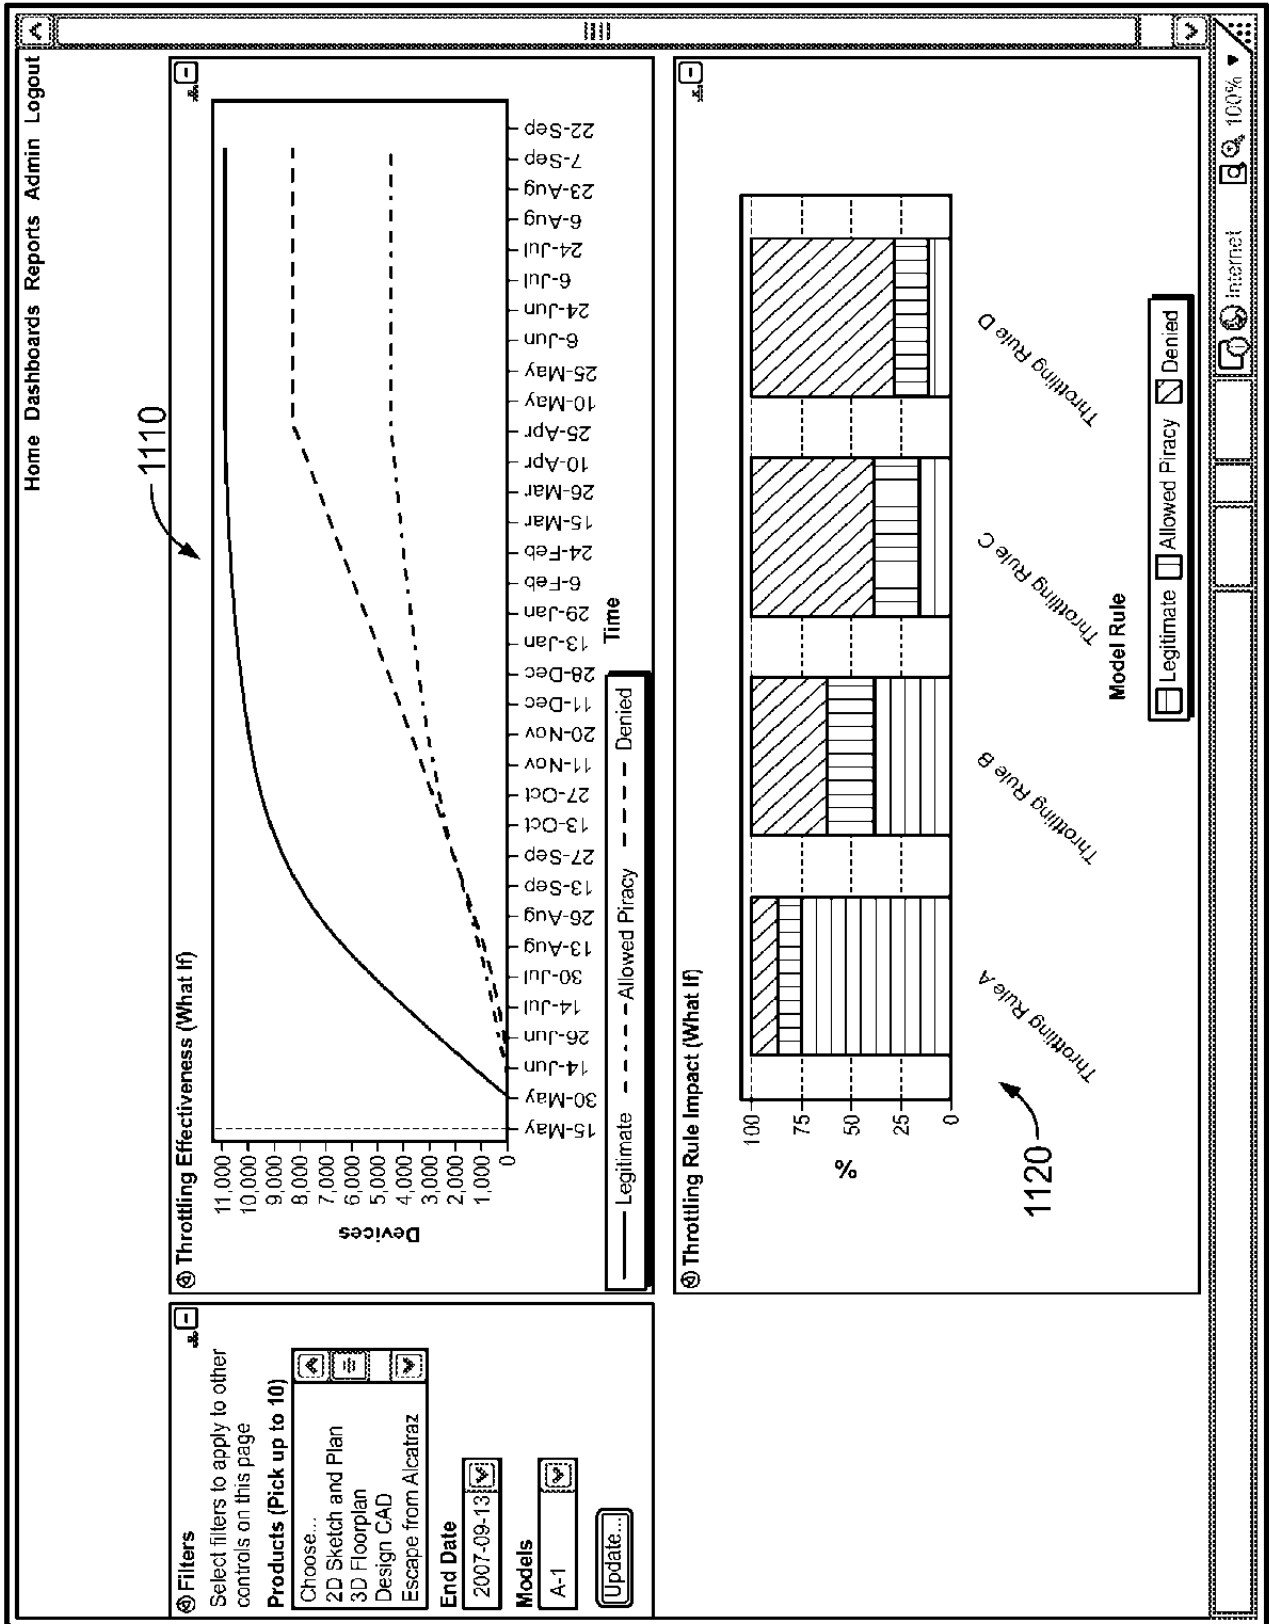 Home Dashboards Reports Admin Logout
Filters
Select filters to apply to other
controls on this page
Products (Pick up to 10)
Choose...
2D Sketch and Plan
3D Floorplan
Design CAD
Escape from Alcatraz
End Date
2007-09-13
Models
A-1
Update...
Throttling Effectiveness (What If)
1110
Devices
11,000
10,000
9,000
8,000
7,000
6,000
5,000
4,000
3,000
2,000
1,000
0
15-May
30-May
14-Jun
26-Jun
14-Jul
30-Jul
13-Aug
26-Aug
13-Sep
27-Sep
13-Oct
27-Oct
11-Nov
20-Nov
11-Dec
28-Dec
13-Jan
29-Jan
6-Feb
24-Feb
15-Mar
26-Mar
10-Apr
25-Apr
10-May
25-May
6-Jun
24-Jun
6-Jul
24-Jul
6-Aug
23-Aug
7-Sep
22-Sep
Time
Legitimate Allowed Piracy Denied
Throttling Rule Impact (What If)
%
100
75
50
25
0
Throttling Rule A
Throttling Rule B
Throttling Rule C
Throttling Rule D
Model Rule
Legitimate Allowed Piracy Denied
1120
Internet 100%